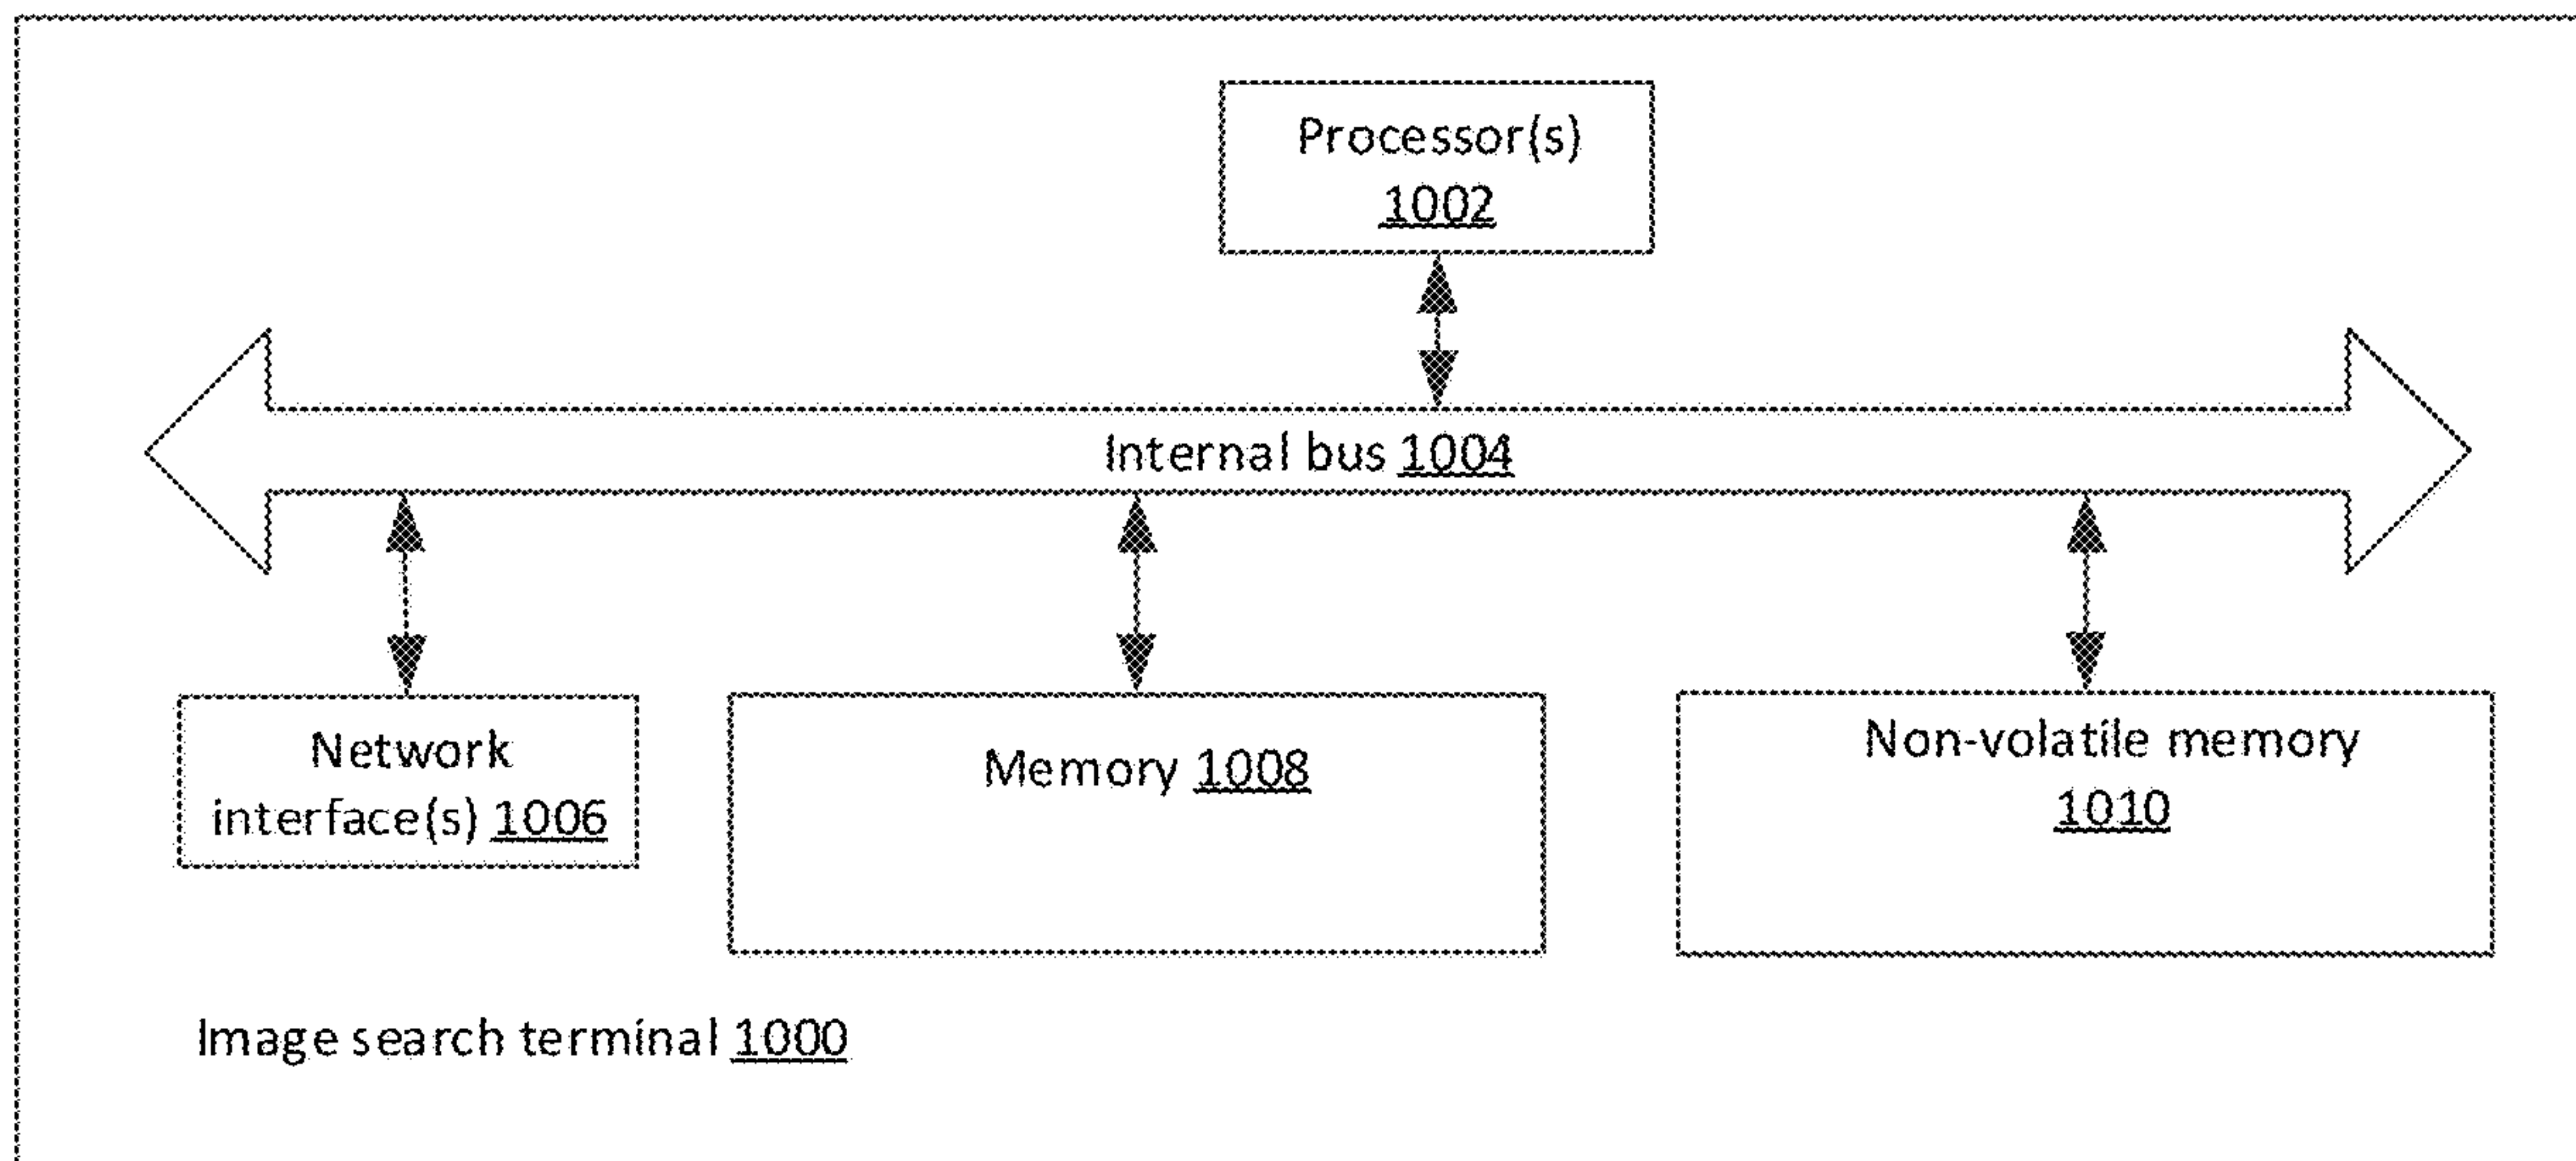 Processor(s)
1002
Internal bus 1004
Network
interface(s) 1006
Memory 1008
Non-volatile memory
1010
Image search terminal 1000